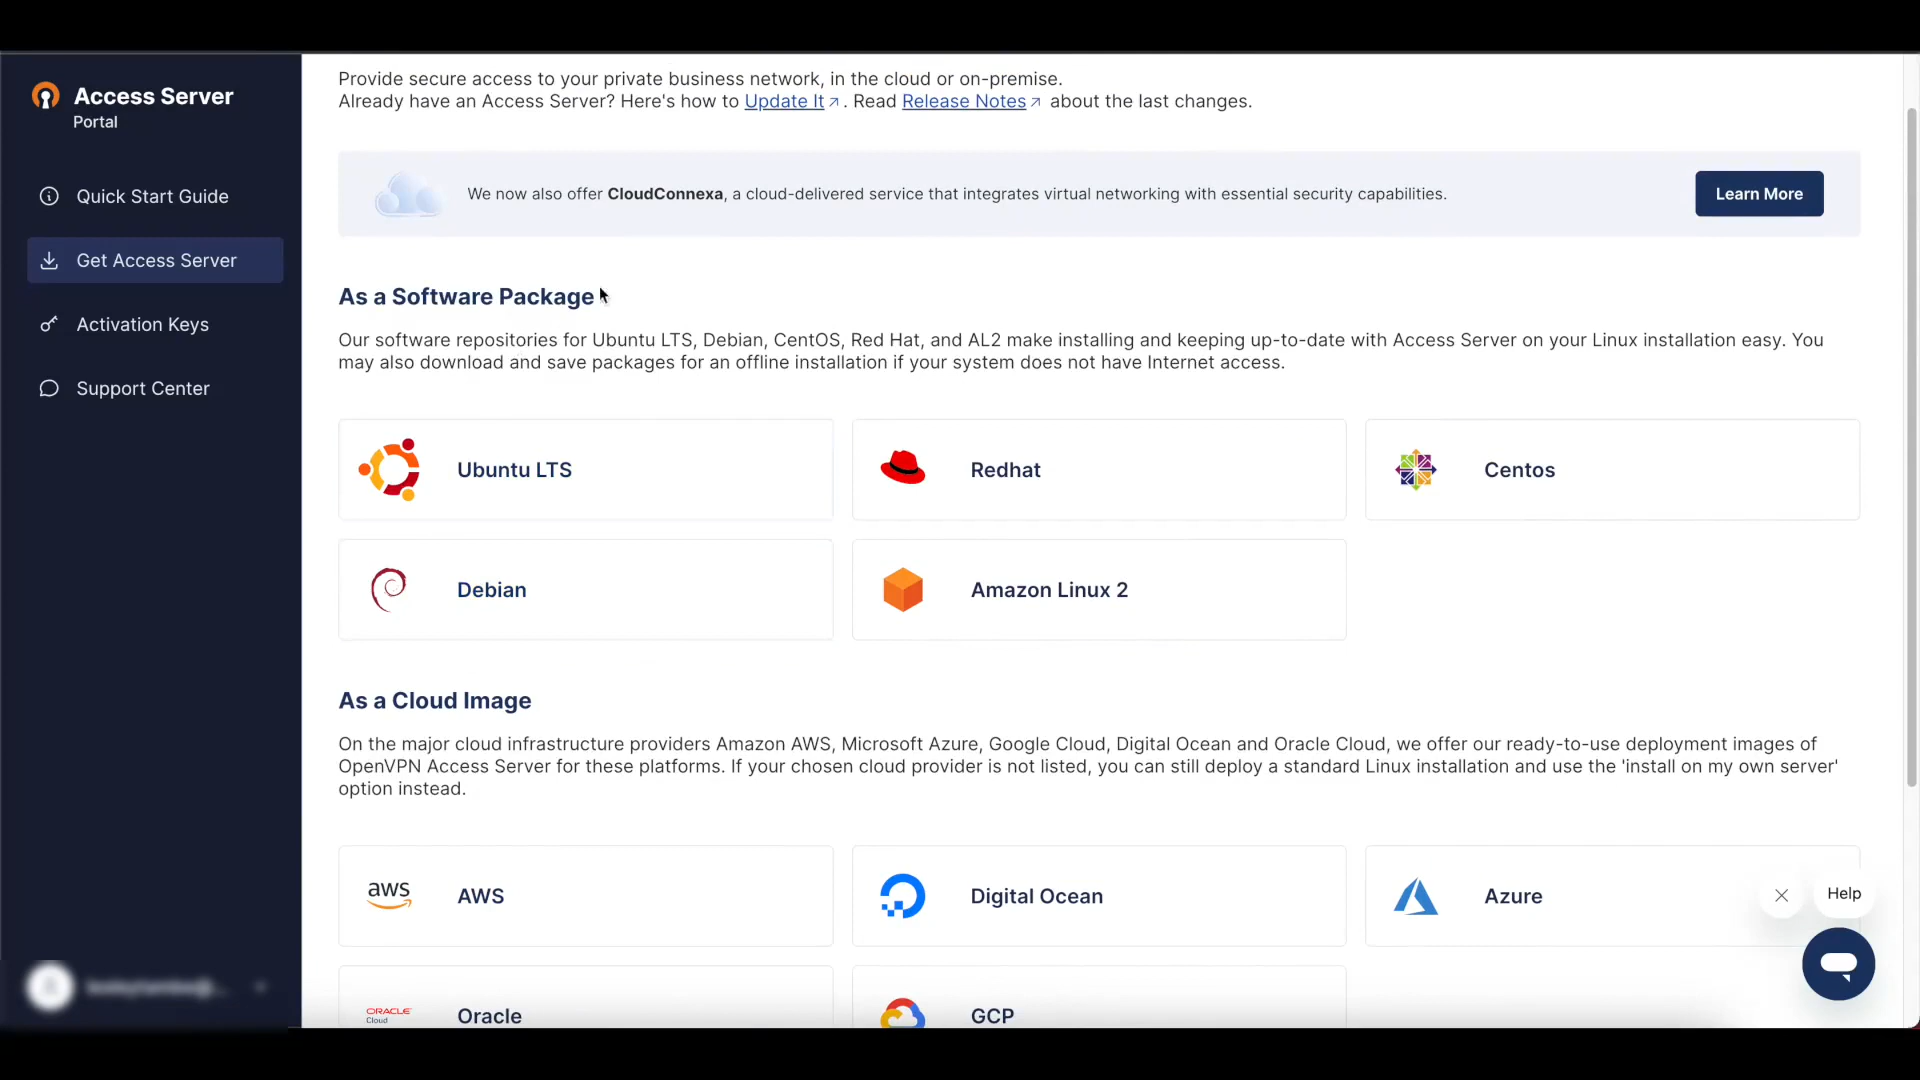 Access Server
Portal
Quick Start Guide
Get Access Server
Activation Keys
Support Center
Provide secure access to your private business network, in the cloud or on-premise.
Already have an Access Server? Here's how to Update It . Read Release Notes about the last changes.
We now also offer CloudConnexa, a cloud-delivered service that integrates virtual networking with essential security capabilities.
Learn More
As a Software Package
Our software repositories for Ubuntu LTS, Debian, CentOS, Red Hat, and AL2 make installing and keeping up-to-date with Access Server on your Linux installation easy. You
may also download and save packages for an offline installation if your system does not have Internet access.
Ubuntu LTS
Redhat
Centos
Debian
Amazon Linux 2
As a Cloud Image
On the major cloud infrastructure providers Amazon AWS, Microsoft Azure, Google Cloud, Digital Ocean and Oracle Cloud, we offer our ready-to-use deployment images of
OpenVPN Access Server for these platforms. If your chosen cloud provider is not listed, you can still deploy a standard Linux installation and use the 'install on my own server'
option instead.
aws
AWS
Digital Ocean
Azure
Help
ORACLE
Cloud
Oracle
GCP